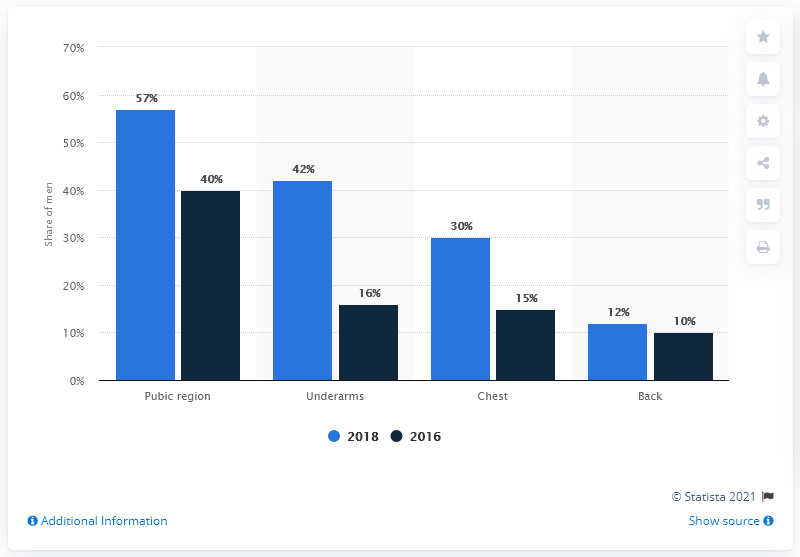 70%
60%
50%
40%
30%
20%
10%
0%
Share of men
57%
40%
42%
16%
30%
15%
12%
10%
Pubic region
Underarms
Chest
Back
2018
2016
© Statista 2021
Additional Information
Show source